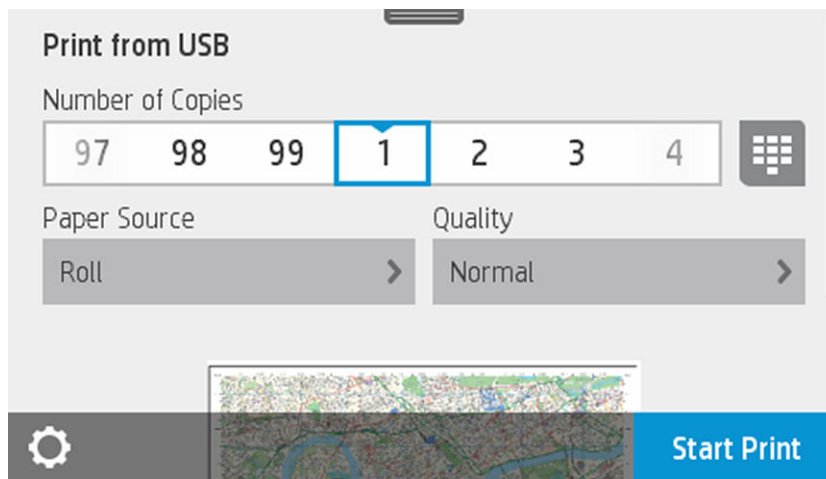 Print from USB
Number of Copies
97 98 99 1 2 3 4
Paper Source Quality
Roll Normal
Start Print